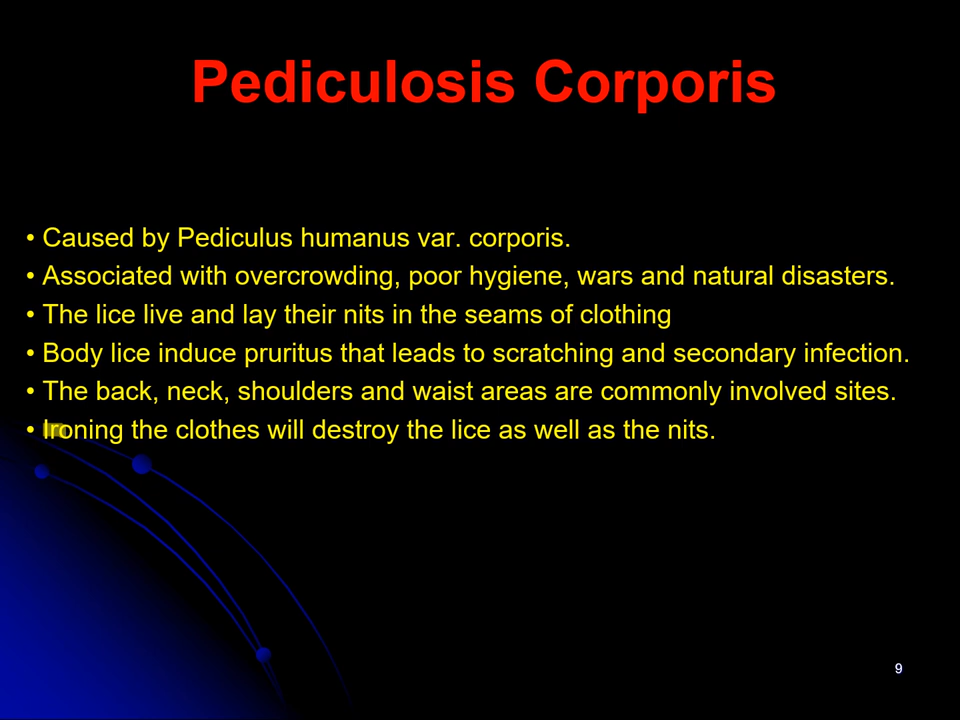 Pediculosis Corporis
• Caused by Pediculus humanus var. corporis.
• Associated with overcrowding, poor hygiene, wars and natural disasters.
• The lice live and lay their nits in the seams of clothing
• Body lice induce pruritus that leads to scratching and secondary infection.
• The back, neck, shoulders and waist areas are commonly involved sites.
• Ironing the clothes will destroy the lice as well as the nits.
9